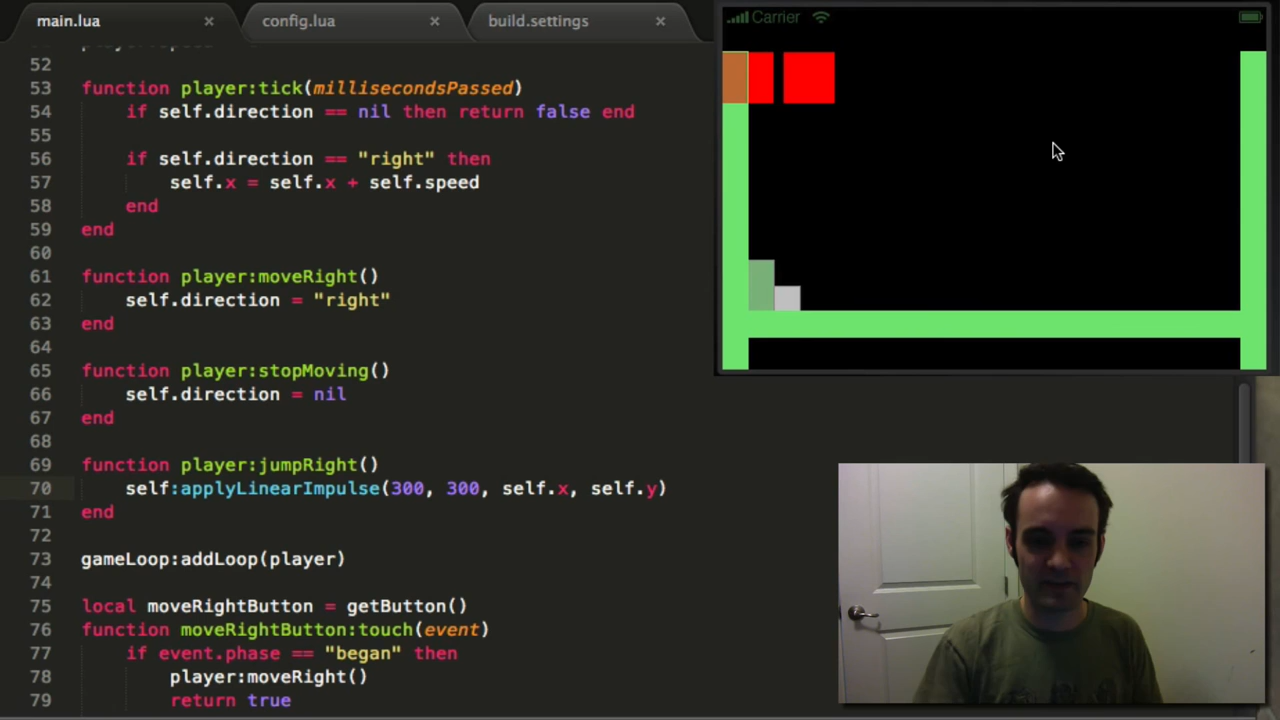 main.lua × config.lua × build.settings ×
Carrier
52
53 function player:tick(millisecondsPassed)
54 if self.direction == nil then return false end
55
56 if self.direction == "right" then
57 self.x = self.x + self.speed
58 end
59 end
60
61 function player:moveRight()
62 self.direction = "right"
63 end
64
65 function player:stopMoving()
66 self.direction = nil
67 end
68
69 function player:jumpRight()
70 self:applyLinearImpulse(300, 300, self.x, self.y)
71 end
72
73 gameLoop:addLoop(player)
74
75 local moveRightButton = getButton()
76 function moveRightButton:touch(event)
77 if event.phase == "began" then
78 player:moveRight()
79 return true